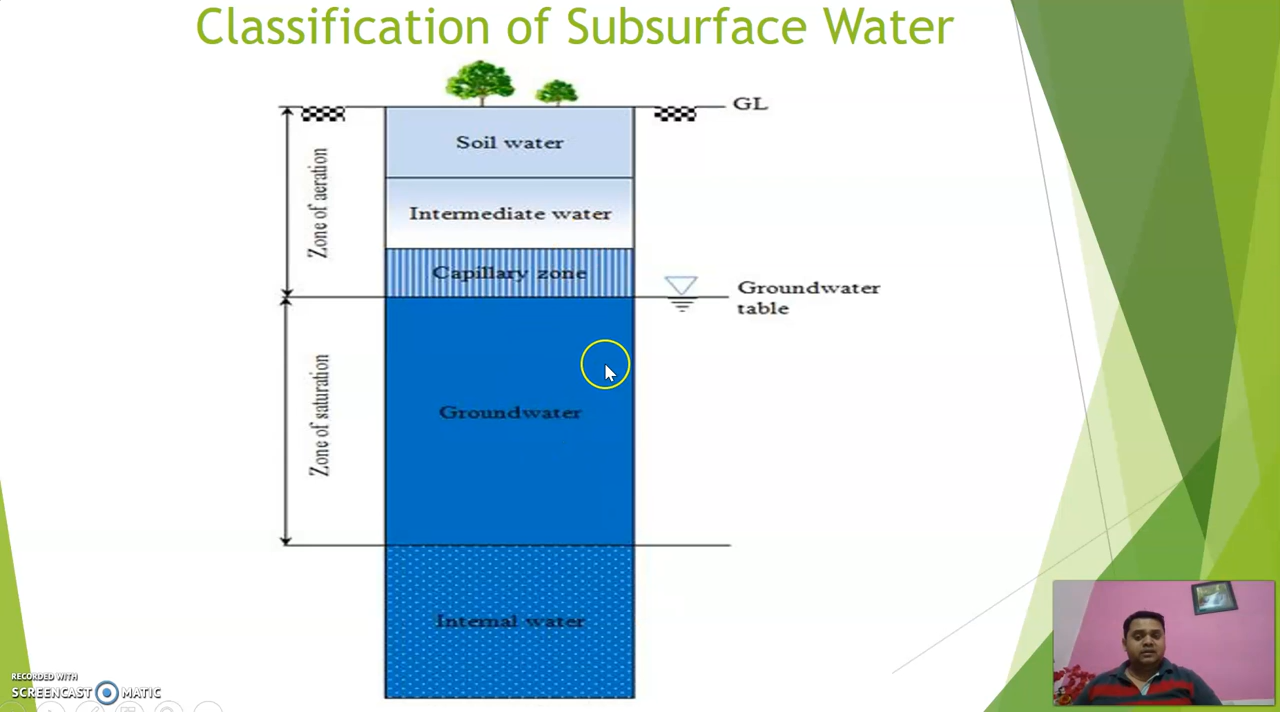 Classification of Subsurface Water
GL
Soil water
Zone of aeration
Intermediate water
Capillary zone
Groundwater
table
Zone of saturation
Groundwater
Internal water
RECORDED WITH
SCREENCAST MATIC